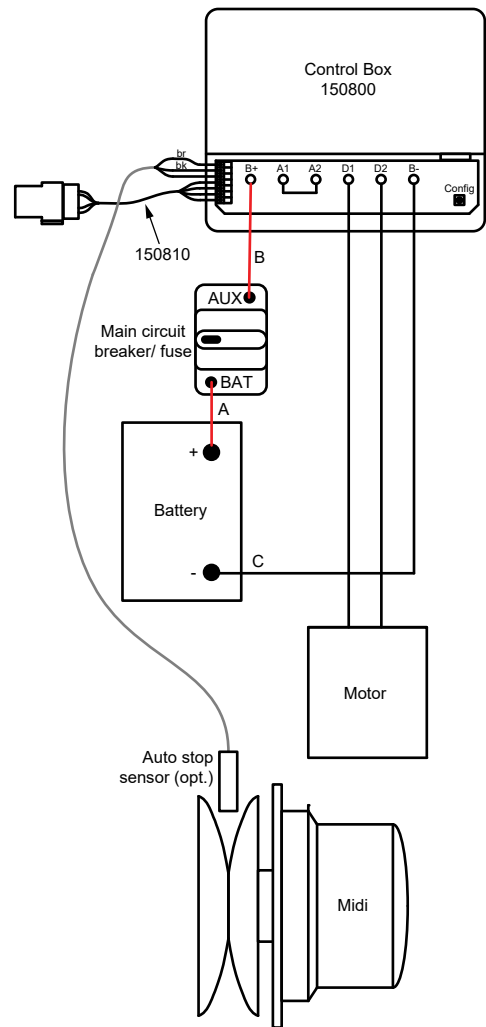 Control Box
150800
br
bk
B+ A1 A2 D1 D2 B-
Config
150810
B
AUX
Main circuit
breaker/ fuse
BAT
A
+
Battery
-
C
Motor
Auto stop
sensor (opt.)
Midi